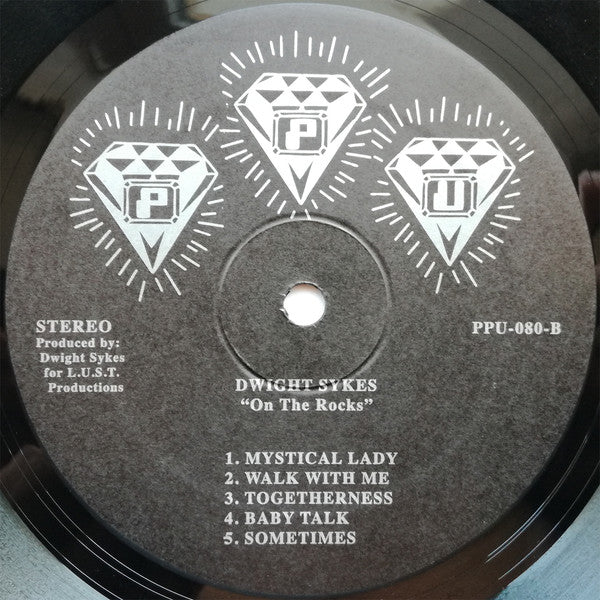 P P U
STEREO
Produced by:
Dwight Sykes
for L.U.S.T.
Productions
PPU-080-B
DWIGHT SYKES
“On The Rocks”
1. MYSTICAL LADY
2. WALK WITH ME
3. TOGETHERNESS
4. BABY TALK
5. SOMETIMES